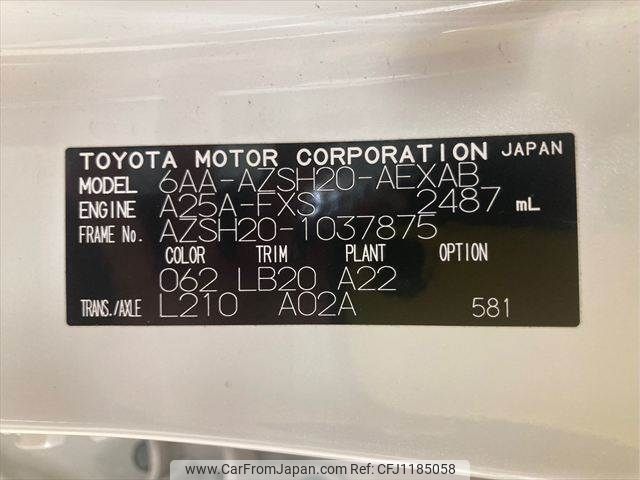 TOYOTA MOTOR CORPORATION JAPAN
MODEL 6AA-AZSH20-AEXAB
ENGINE A25A-FXS 2487 mL
FRAME No. AZSH20-1037875
COLOR TRIM PLANT OPTION
062 LB20 A22
TRANS./AXLE L210 A02A 581
www.CarFromJapan.com Ref No: CFJ1185058